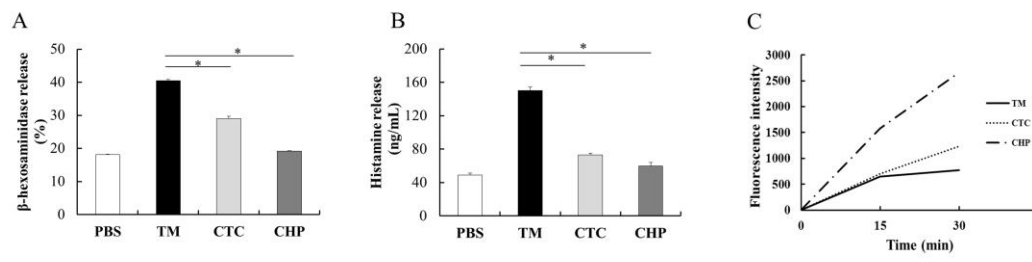 A
β-hexosaminidase release
(%)
50
40
30
20
10
0
*
*
PBS TM CTC CHP
B
Histamine release
(ng/mL)
200
160
120
80
40
0
*
*
PBS TM CTC CHP
C
Fluorescence intensity
3000
2500
2000
1500
1000
500
0
0 15 30
Time (min)
TM
CTC
CHP